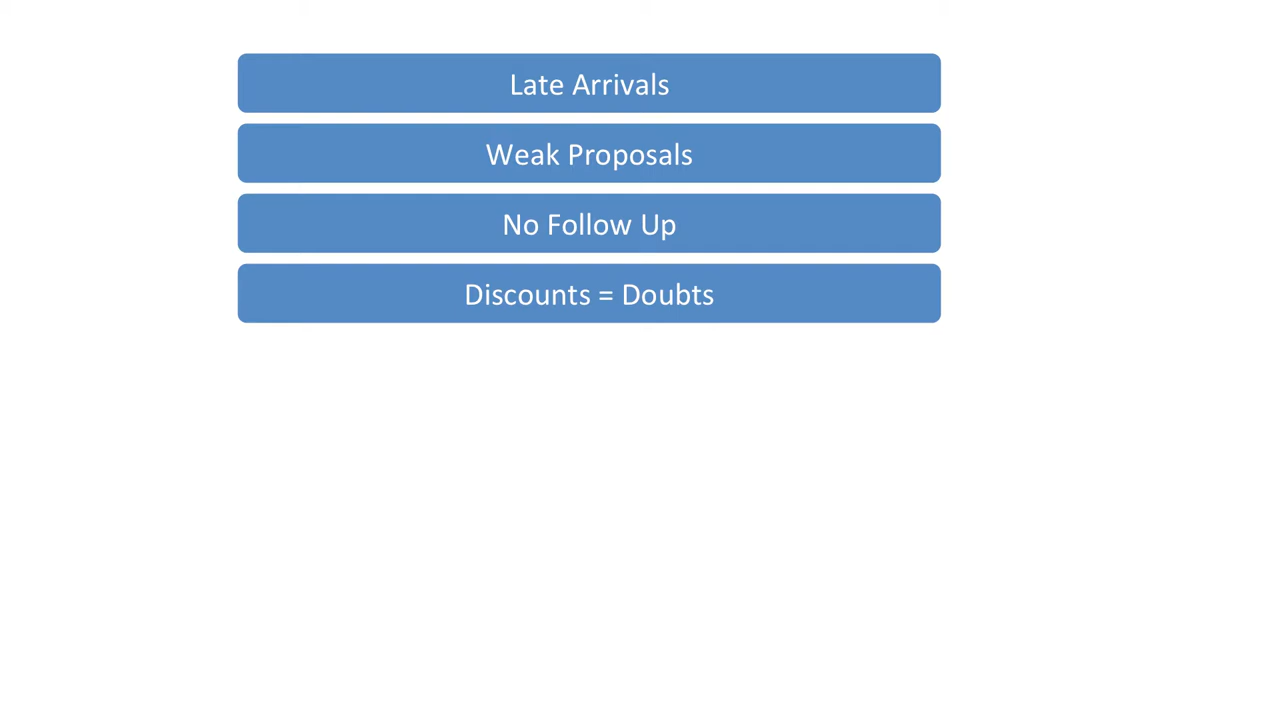 Late Arrivals
Weak Proposals
No Follow Up
Discounts = Doubts